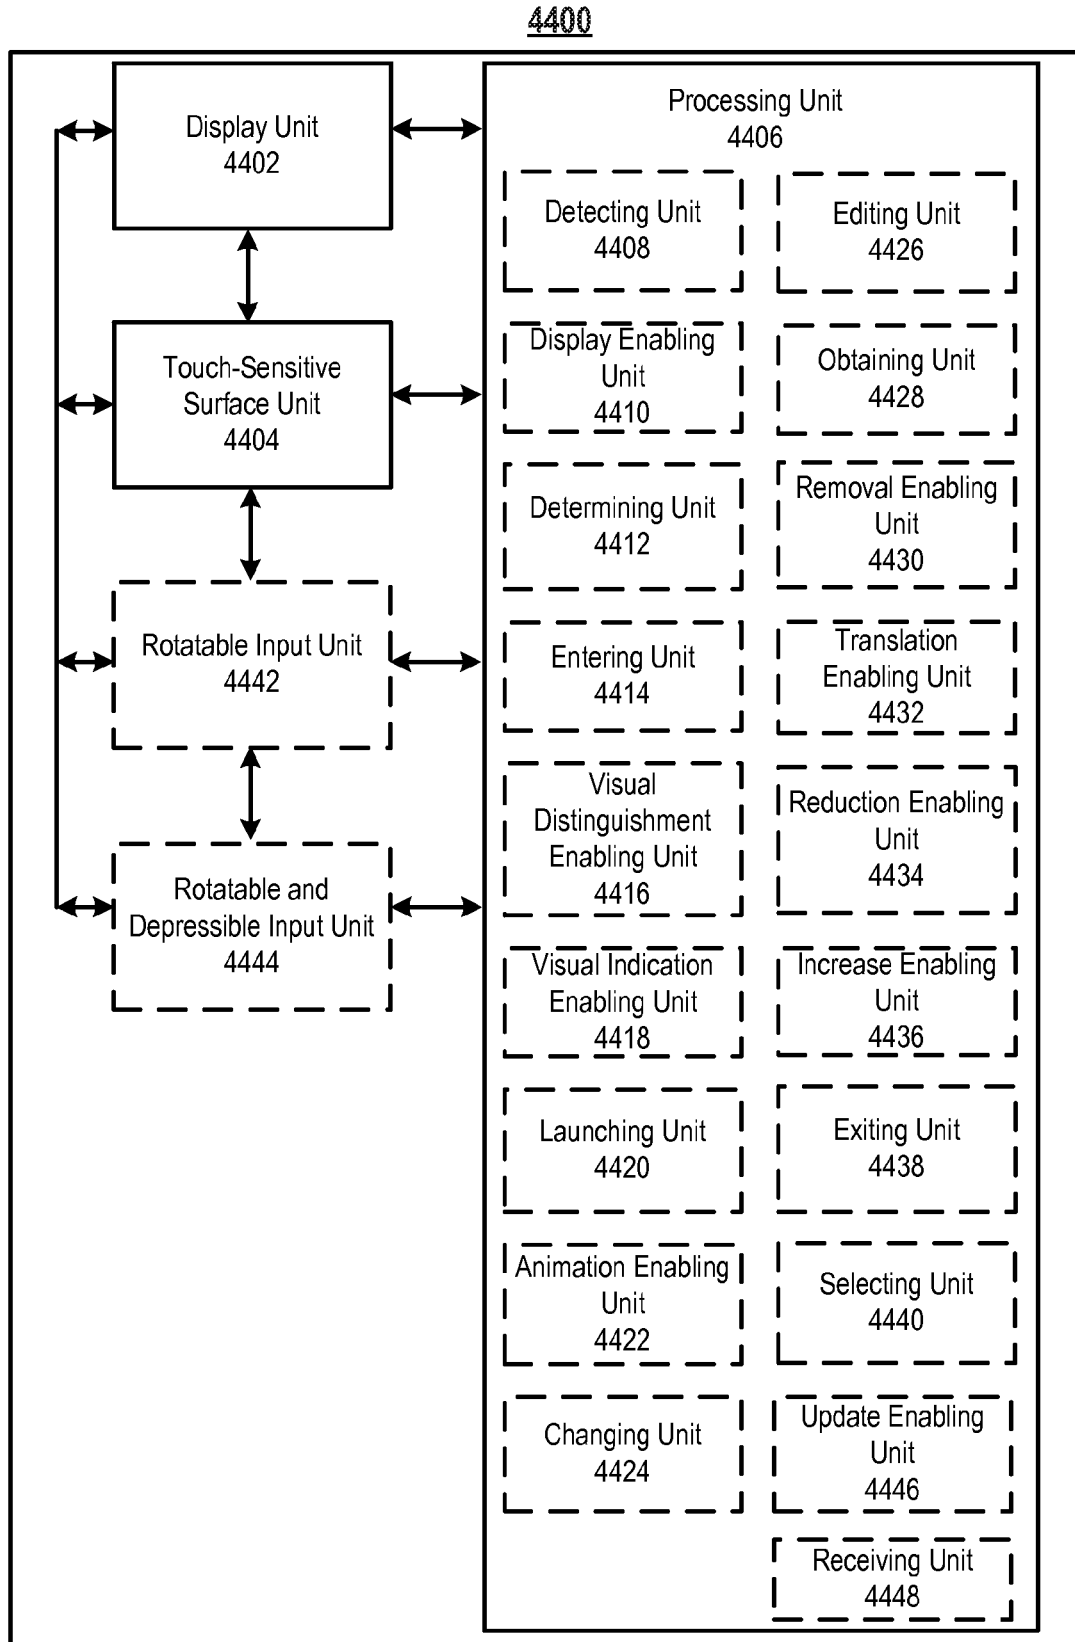 4400
Display Unit
4402
Touch-Sensitive
Surface Unit
4404
Rotatable Input Unit
4442
Rotatable and
Depressible Input Unit
4444
Processing Unit
4406
Detecting Unit
4408
Editing Unit
4426
Display Enabling
Unit
4410
Obtaining Unit
4428
Determining Unit
4412
Removal Enabling
Unit
4430
Entering Unit
4414
Translation
Enabling Unit
4432
Visual
Distinguishment
Enabling Unit
4416
Reduction Enabling
Unit
4434
Visual Indication
Enabling Unit
4418
Increase Enabling
Unit
4436
Launching Unit
4420
Exiting Unit
4438
Animation Enabling
Unit
4422
Selecting Unit
4440
Changing Unit
4424
Update Enabling
Unit
4446
Receiving Unit
4448